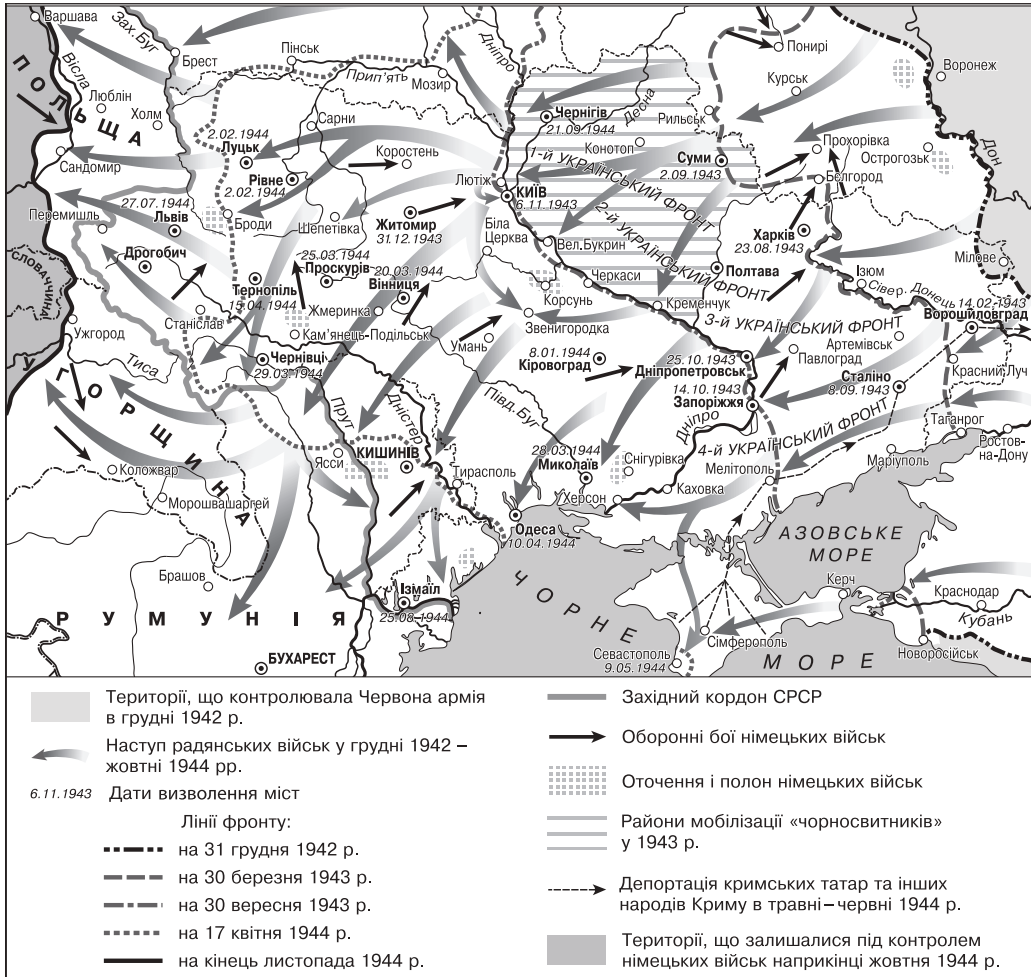 Варшава
Зах. Буг
Брест
Пінськ
Прип'ять
Мозир
Дніпро
Понирі
Воронеж
Курськ
ПОЛЬЩА
Вісла
Люблін
Холм
Сандомир
Сарни
2.02.1944
Луцьк
Рівне
2.02.1944
Коростень
Чернігів
21.09.1944
Десна
Рильськ
Конотоп
Суми
2.09.1943
Прохорівка
Острогозьк
Дон
Бєлгород
1-й УКРАЇНСЬКИЙ ФРОНТ
Лютіж
КИЇВ
6.11.1943
2-й УКРАЇНСЬКИЙ ФРОНТ
Перемишль
27.07.1944
Львів
Броди
Шепетівка
Житомир
31.12.1943
Біла
Церква
Вел.Букрин
Харків
23.08.1943
Мілове
СЛОВАЧЧИНА
Дрогобич
Тернопіль
15.04.1944
25.03.1944
Проскурів
20.03.1944
Вінниця
Жмеринка
Корсунь
Черкаси
Полтава
Кременчук
Ізюм
Сівер. Донець
14.02.1943
Ворошиловград
Ужгород
Станіслав
Кам'янець-Подільськ
Умань
Звенигородка
3-й УКРАЇНСЬКИЙ ФРОНТ
Артемівськ
Павлоград
Красний Луч
УГОРЩИНА
Тиса
Чернівці
29.03.1944
8.01.1944
Кіровоград
25.10.1943
Дніпропетровськ
14.10.1943
Запоріжжя
Сталіно
8.09.1943
Прут
Дністер
Півд.Буг
Дніпро
4-й УКРАЇНСЬКИЙ ФРОНТ
Таганрог
Ростов-
на-Дону
Маріуполь
Коложвар
Морошвашаргей
Ясси
КИШИНІВ
Тирасполь
28.03.1944
Миколаїв
Снігурівка
Херсон
Каховка
Мелітополь
Одеса
10.04.1944
АЗОВСЬКЕ
МОРЕ
Брашов
РУМУНІЯ
Ізмаїл
25.08.1944
БУХАРЕСТ
ЧОРНЕ
МОРЕ
Керч
Краснодар
Кубань
Сімферополь
Севастополь
9.05.1944
Новоросійськ
Території, що контролювала Червона армія
в грудні 1942 р.
Наступ радянських військ у грудні 1942 –
жовтні 1944 рр.
6.11.1943 Дати визволення міст
Лінії фронту:
на 31 грудня 1942 р.
на 30 березня 1943 р.
на 30 вересня 1943 р.
на 17 квітня 1944 р.
на кінець листопада 1944 р.
Західний кордон СРСР
Оборонні бої німецьких військ
Оточення і полон німецьких військ
Райони мобілізації «чорносвитників»
у 1943 р.
Депортація кримських татар та інших
народів Криму в травні–червні 1944 р.
Території, що залишалися під контролем
німецьких військ наприкінці жовтня 1944 р.